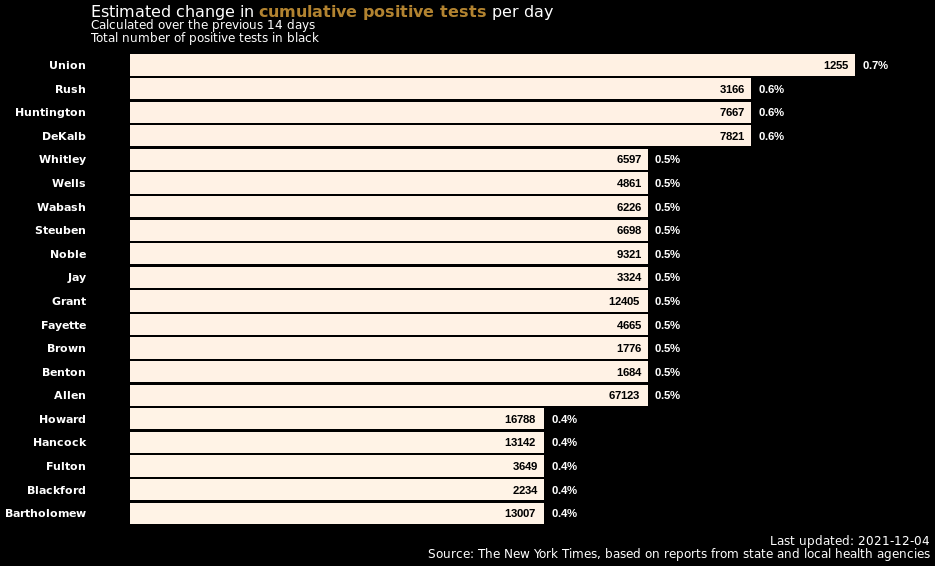 Estimated change in cumulative positive tests per day
Calculated over the previous 14 days
Total number of positive tests in black
Union 1255 0.7%
Rush 3166 0.6%
Huntington 7667 0.6%
DeKalb 7821 0.6%
Whitley 6597 0.5%
Wells 4861 0.5%
Wabash 6226 0.5%
Steuben 6698 0.5%
Noble 9321 0.5%
Jay 3324 0.5%
Grant 12405 0.5%
Fayette 4665 0.5%
Brown 1776 0.5%
Benton 1684 0.5%
Allen 67123 0.5%
Howard 16788 0.4%
Hancock 13142 0.4%
Fulton 3649 0.4%
Blackford 2234 0.4%
Bartholomew 13007 0.4%
Last updated: 2021-12-04
Source: The New York Times, based on reports from state and local health agencies